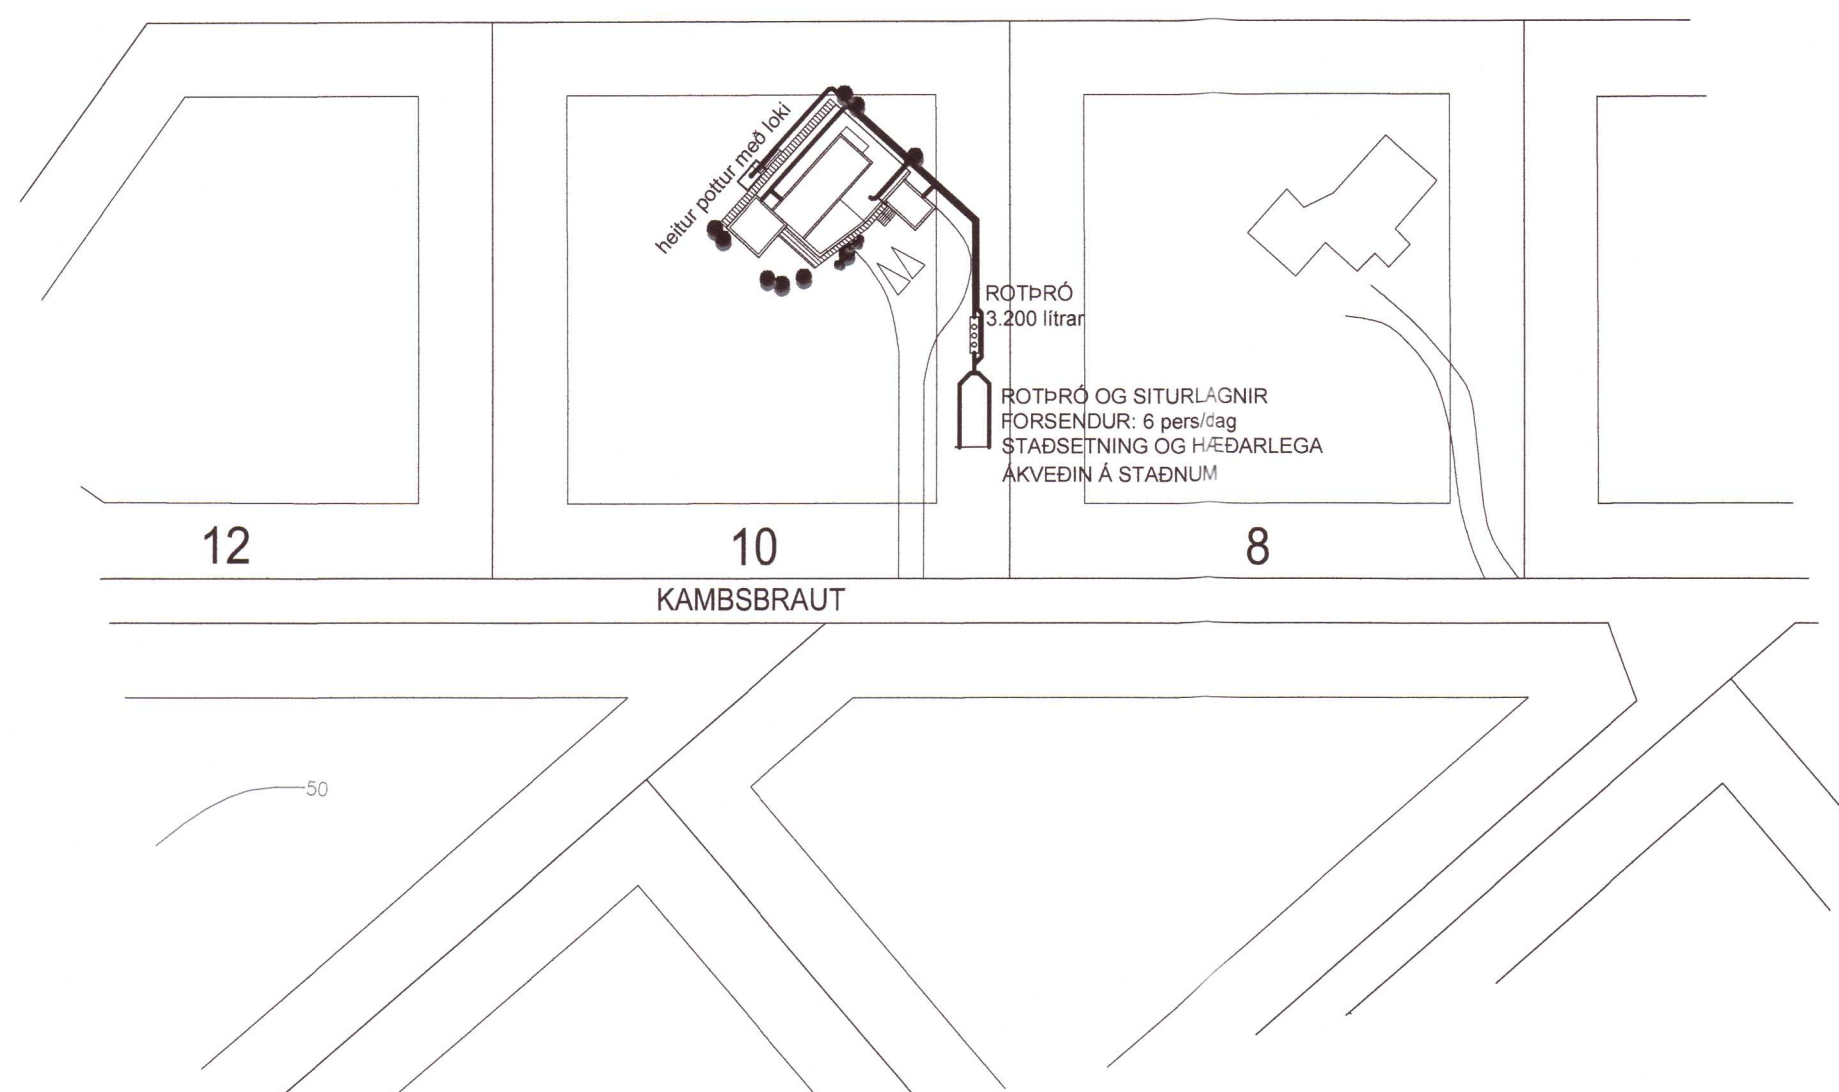 heitur pottur með loki
ROTÞRÓ
3.200 lítrar
ROTÞRÓ OG SITURLAGNIR
FORSENDUR: 6 pers/dag
STAÐSETNING OG HÆÐARLEGA
ÁKVEÐIN Á STAÐNUM
12
10
8
KAMBSBRAUT
50